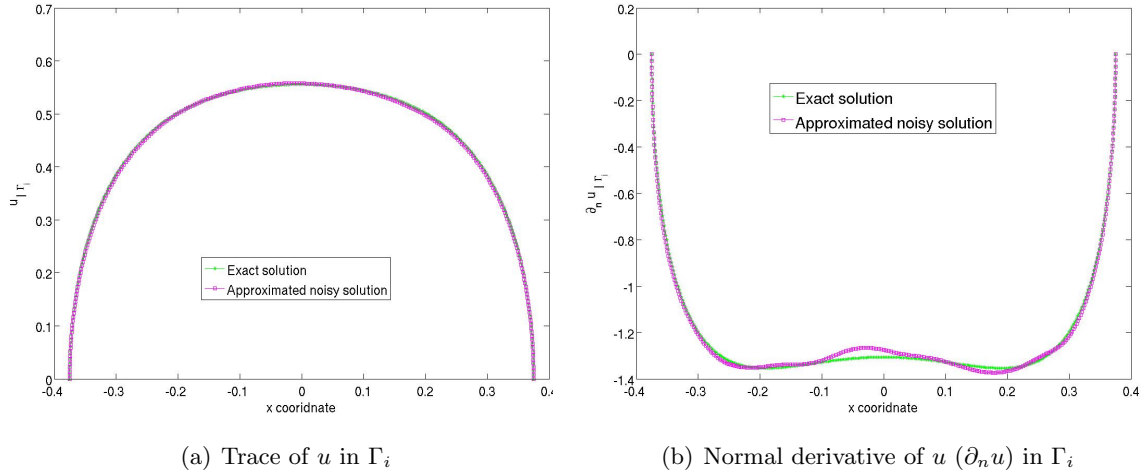 0.7
0.6
0.5
0.4
0.3
0.2
0.1
0
u | Γ i
-0.4 -0.3 -0.2 -0.1 0 0.1 0.2 0.3 0.4
x cooridnate
Exact solution
Approximated noisy solution
(a) Trace of u in Γi
0.2
0
-0.2
-0.4
-0.6
-0.8
-1
-1.2
-1.4
∂n u | Γ i
-0.4 -0.3 -0.2 -0.1 0 0.1 0.2 0.3 0.4
x cooridnate
Exact solution
Approximated noisy solution
(b) Normal derivative of u (∂nu) in Γi